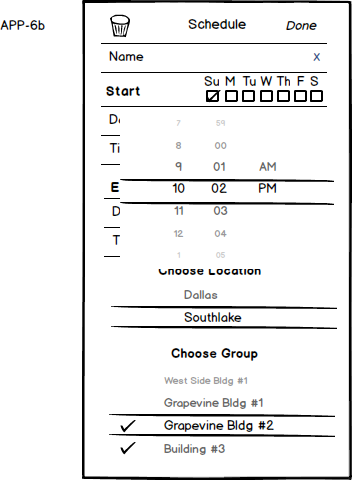 APP-6b
Schedule
Done
Name X
Su M Tu W Th F S
Start
7 59
8 00
Ti
9 01 AM
E 10 02 PM
D 11 03
T 12 04
1 05
Choose Location
Dallas
Southlake
Choose Group
West Side Bldg #1
Grapevine Bldg #1
Grapevine Bldg #2
Building #3